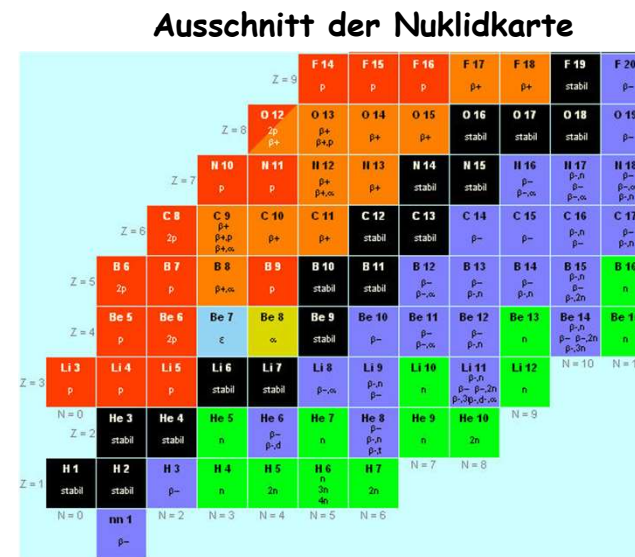 Ausschnitt der Nuklidkarte
F 14 F 15 F 16 F 17 F 18 F 19 F 20
Z = 9 p p p β+ β+ stabil β−
O 12 O 13 O 14 O 15 O 16 O 17 O 18 O 19
Z = 8 2p β+ β+ β+ stabil stabil stabil β−
β+ β+,p
N 10 N 11 N 12 N 13 N 14 N 15 N 16 N 17 N 18
Z = 7 p p β+ β+ stabil stabil β− β-,n β−
β+,α β-,α β− β-,α
β-,α β-,n
C 8 C 9 C 10 C 11 C 12 C 13 C 14 C 15 C 16 C 17
Z = 6 2p β+ β+ β+ stabil stabil β− β− β-,n β−
β+,p β− β-,n
β+,α
B 6 B 7 B 8 B 9 B 10 B 11 B 12 B 13 B 14 B 15 B 16
Z = 5 2p p β+,α p stabil stabil β− β− β− β-,n n
β-,α β-,n β-,n β−
β-,2n
Be 5 Be 6 Be 7 Be 8 Be 9 Be 10 Be 11 Be 12 Be 13 Be 14 Be 1
Z = 4 p 2p ε α stabil β− β− β− n β-,n n
β-,α β-,n β− β-,2n
β-,3n
N = 10 N = 1
Li 3 Li 4 Li 5 Li 6 Li 7 Li 8 Li 9 Li 10 Li 11 Li 12
Z = 3 p p p stabil stabil β-,α β-,n n β-,n n
β− β− β-,2n
N = 0 N = 9
He 3 He 4 He 5 He 6 He 7 He 8 He 9 He 10
Z = 2 stabil stabil n β− n β− n 2n
β-,d β-,n
β-,t
N = 7 N = 8
H 1 H 2 H 3 H 4 H 5 H 6 H 7
Z = 1 stabil stabil β− n 2n n 2n
3n
4n
N = 0 N = 2 N = 3 N = 4 N = 5 N = 6
nn 1
β−